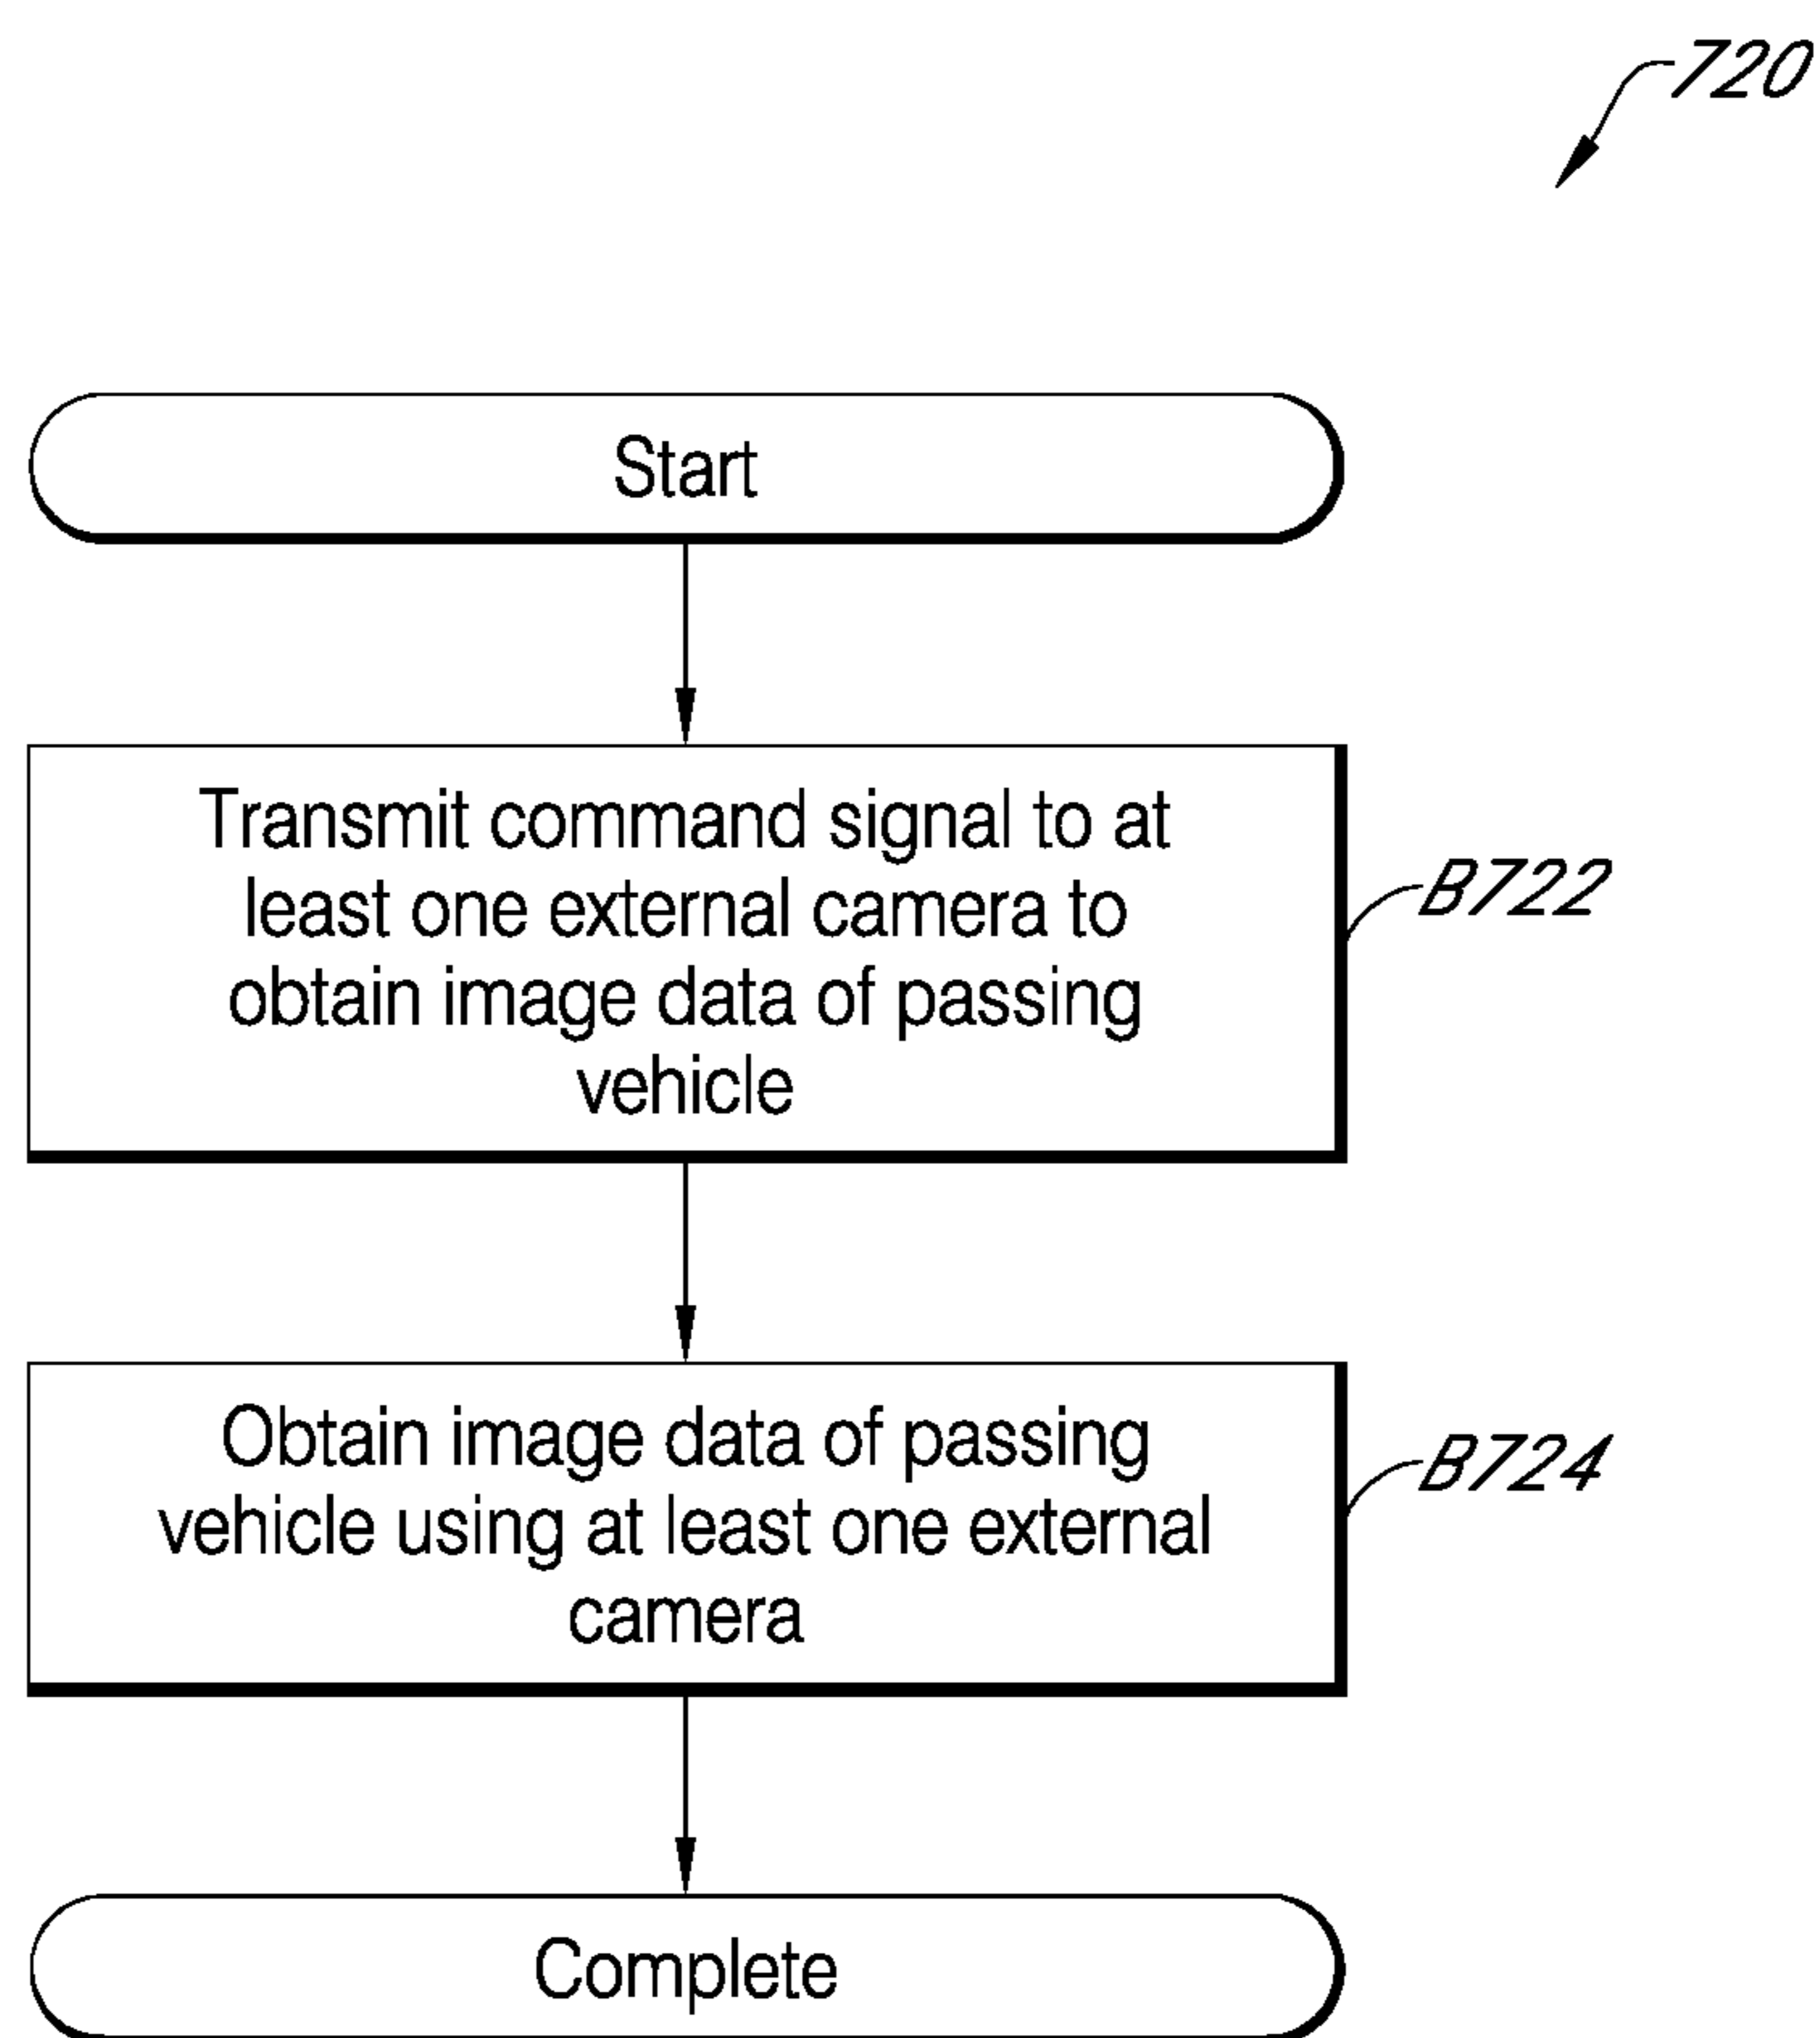 720
Start
Transmit command signal to at
least one external camera to
obtain image data of passing
vehicle
B722
Obtain image data of passing
vehicle using at least one external
camera
B724
Complete